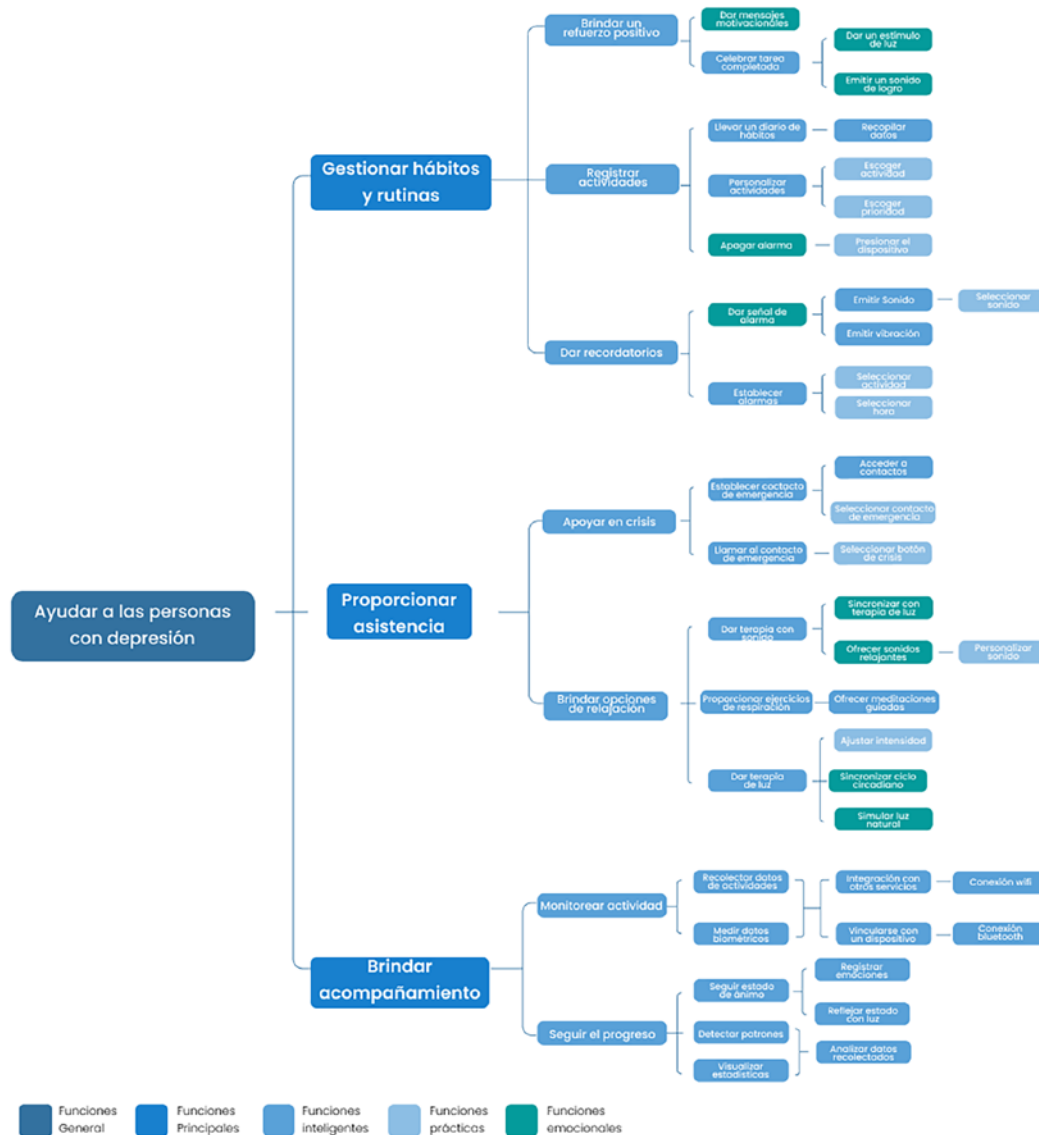 Brindar un
refuerzo positivo
Dar mensajes
motivacionales
Celebrar tarea
completada
Dar un estimulo
de luz
Emitir un sonido
de logro
Gestionar hábitos
y rutinas
Registrar
actividades
Llevar un diario de
hábitos
Recopilar
datos
Personalizar
actividades
Escoger
actividad
Escoger
prioridad
Apagar alarma
Presionar el
dispositivo
Dar recordatorios
Dar señal de
alarma
Emitir Sonido
Seleccionar
sonido
Emitir vibración
Establecer
alarmas
Seleccionar
actividad
Seleccionar
hora
Ayudar a las personas
con depresión
Proporcionar
asistencia
Apoyar en crisis
Establecer contacto
de emergencia
Acceder a
contactos
Seleccionar contacto
de emergencia
Llamar al contacto
de emergencia
Seleccionar botón
de crisis
Brindar opciones
de relajación
Dar terapia con
sonido
Sincronizar con
terapia de luz
Ofrecer sonidos
relajantes
Personalizar
sonido
Proporcionar ejercicios
de respiración
Ofrecer meditaciones
guiadas
Dar terapia
de luz
Ajustar intensidad
Sincronizar ciclo
circadiano
Simular luz
natural
Brindar
acompañamiento
Monitorear actividad
Recolectar datos
de actividades
Medir datos
biométricos
Integración con
otros servicios
Conexión wifi
Vincularse con
un dispositivo
Conexión
bluetooth
Seguir el progreso
Seguir estado
de ánimo
Registrar
emociones
Reflejar estado
con luz
Detectar patrones
Visualizar
estadísticas
Analizar datos
recolectados
Funciones
General
Funciones
Principales
Funciones
inteligentes
Funciones
prácticas
Funciones
emocionales